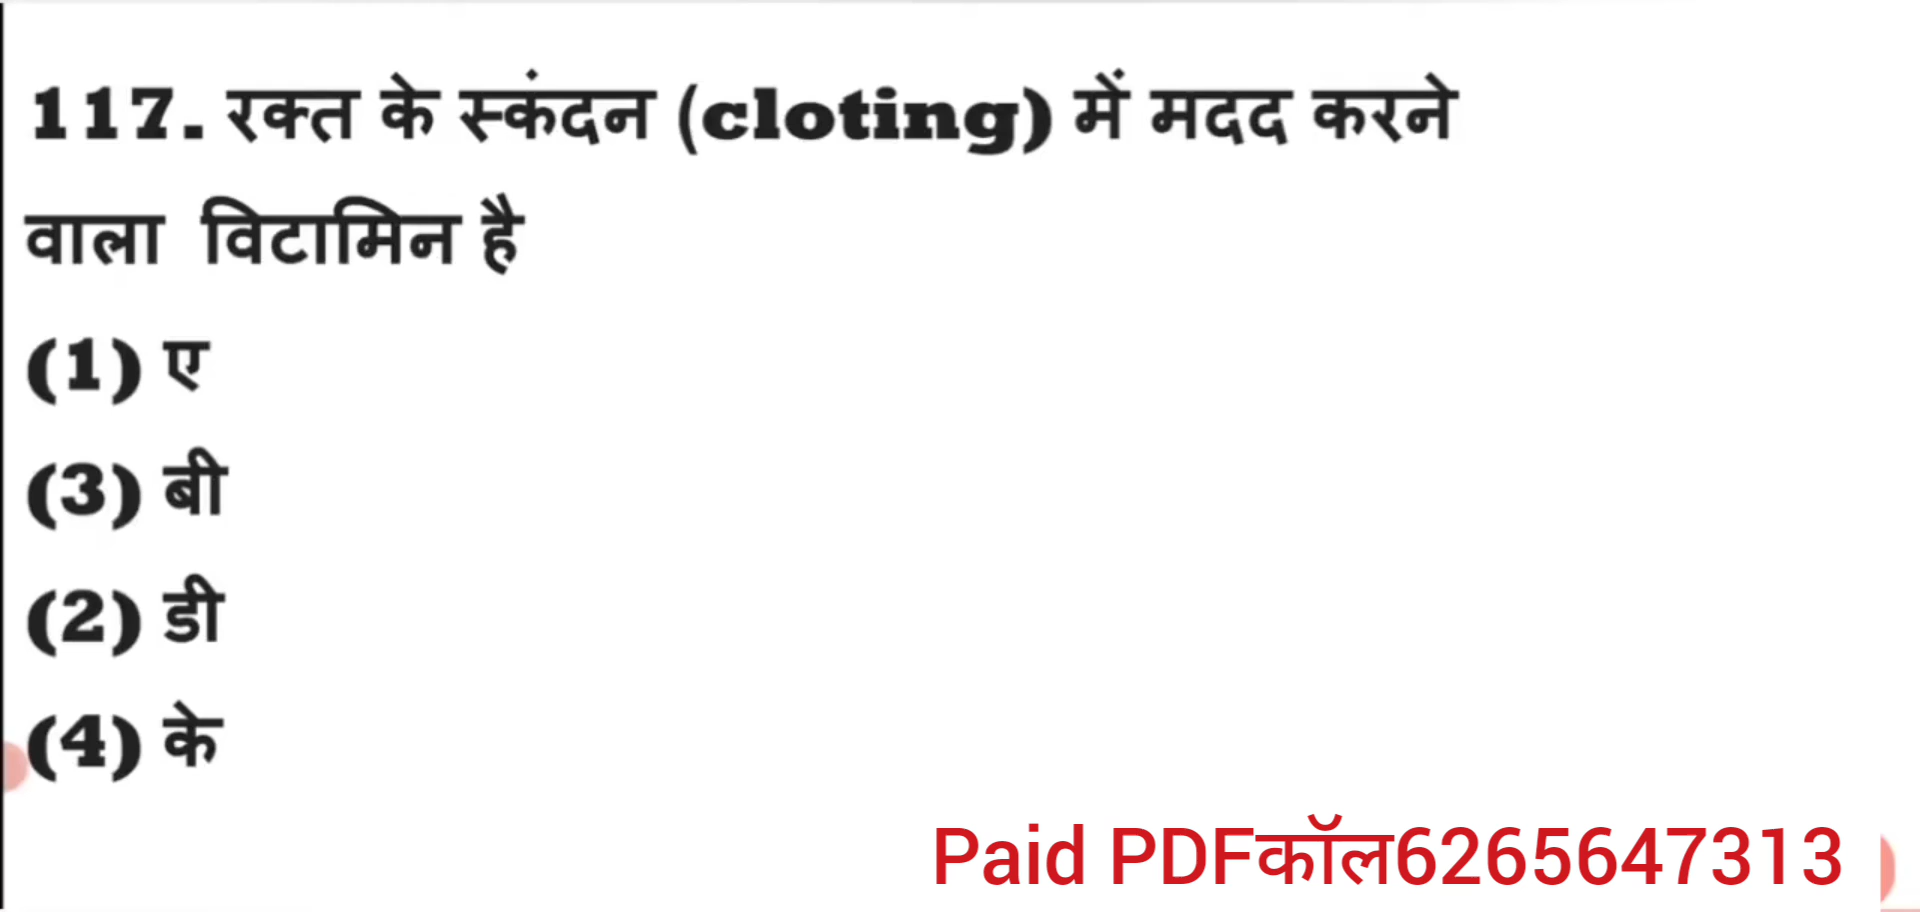 117. रक्त के स्कंदन (cloting) में मदद करने
वाला विटामिन है
(1) ए
(3) बी
(2) डी
(4) के
Paid PDFकॉल6265647313